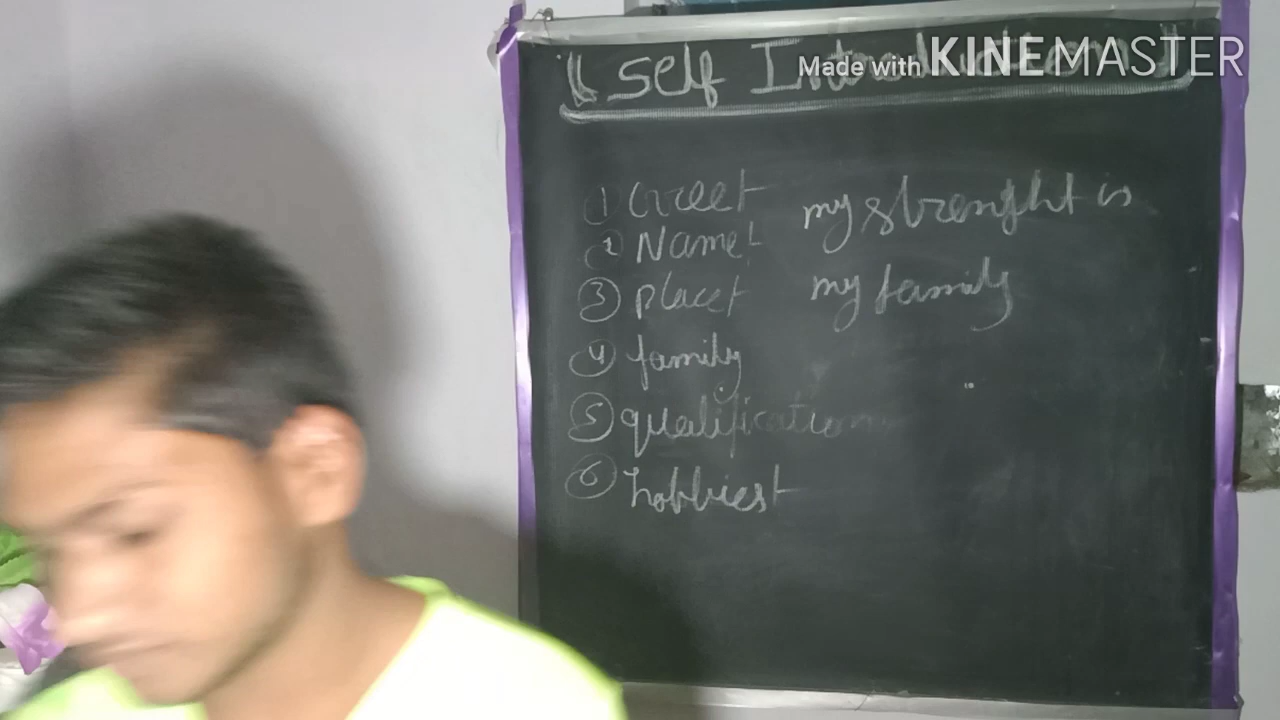 Self Introduction
Made with KINEMASTER
① Greet
② Name
③ place
④ family
⑤ qualification
⑥ hobbies
my strenght is
my family